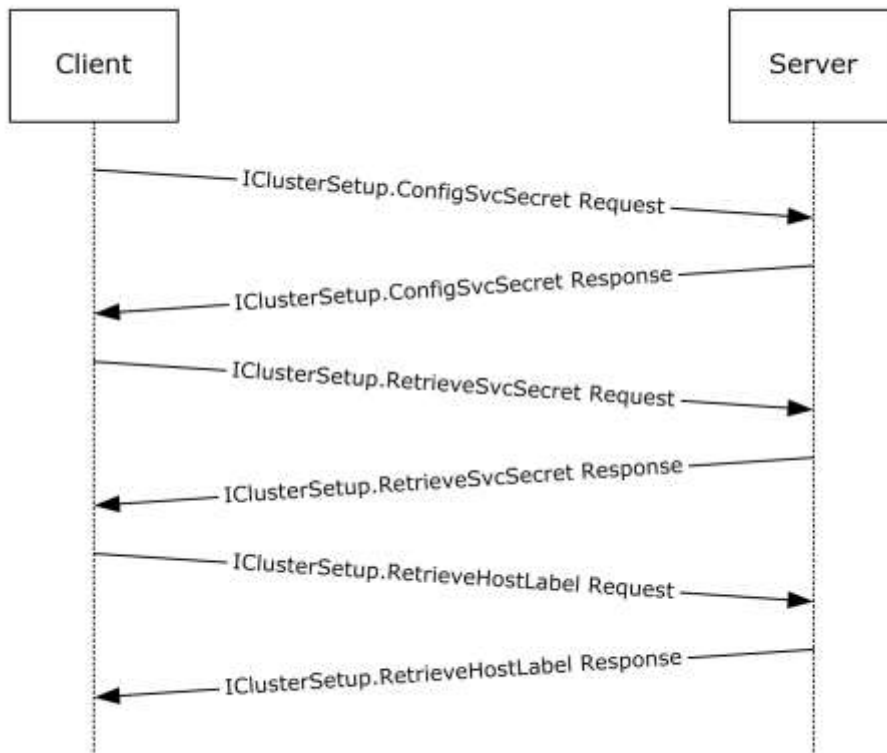 Client
Server
IClusterSetup.ConfigSvcSecret Request
IClusterSetup.ConfigSvcSecret Response
IClusterSetup.RetrieveSvcSecret Request
IClusterSetup.RetrieveSvcSecret Response
IClusterSetup.RetrieveHostLabel Request
IClusterSetup.RetrieveHostLabel Response